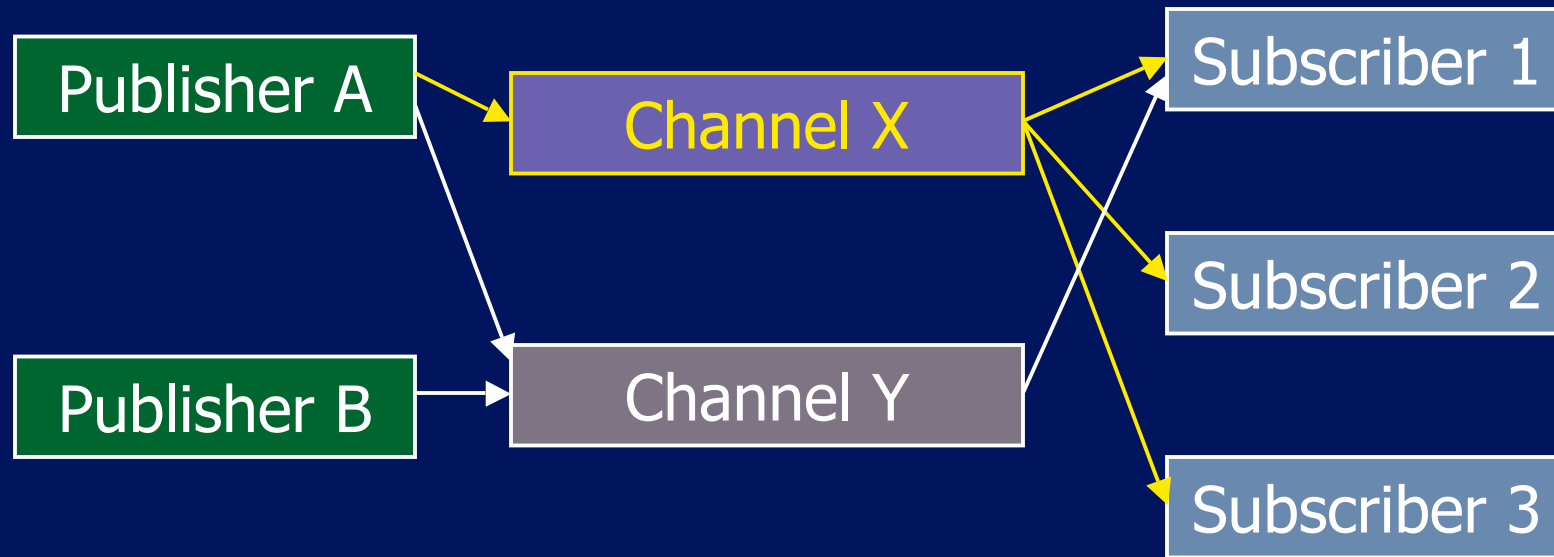 Publisher A
Channel X
Subscriber 1
Subscriber 2
Publisher B
Channel Y
Subscriber 3